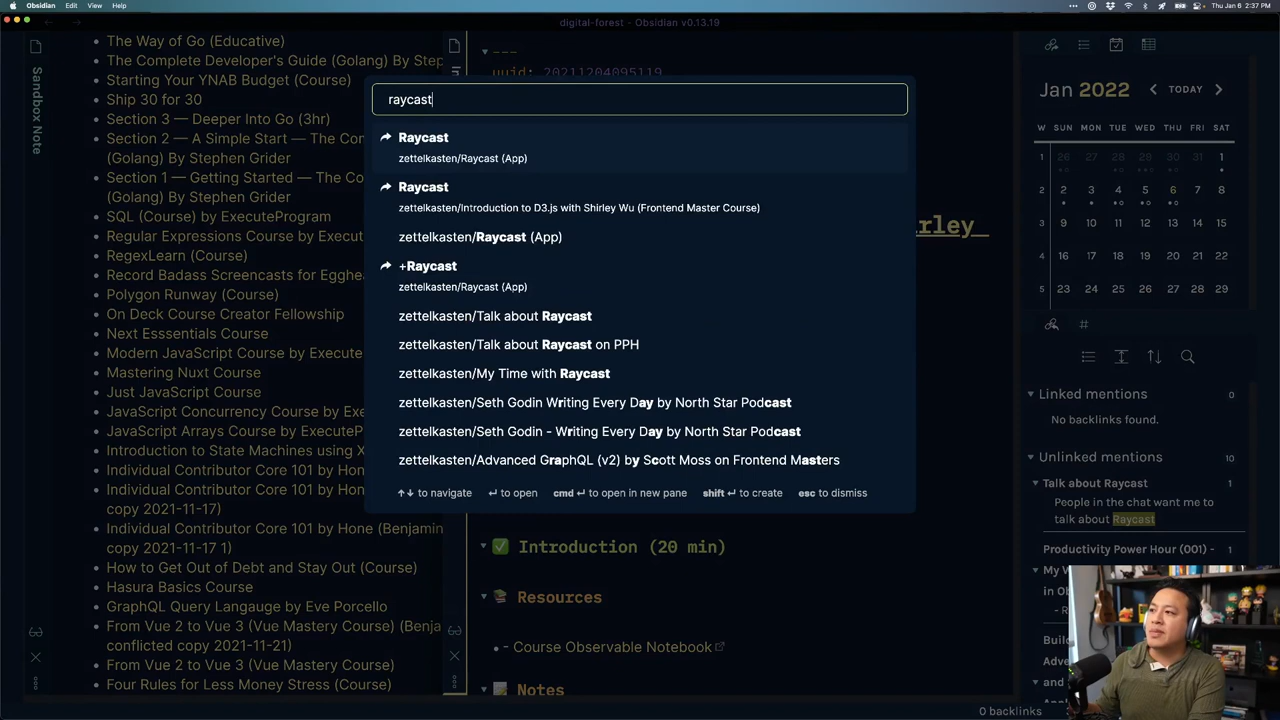 Obsidian Edit View Help
Thu Jan 6 2:37 PM
digital-forest - Obsidian v0.13.19
Sandbox Note
The Way of Go (Educative)
The Complete Developer's Guide (Golang) By Step
Starting Your YNAB Budget (Course)
Ship 30 for 30
Section 3 — Deeper Into Go (3hr)
Section 2 — A Simple Start — The Con
(Golang) By Stephen Grider
Section 1 — Getting Started — The Co
(Golang) By Stephen Grider
SQL (Course) by ExecuteProgram
Regular Expressions Course by Execut
RegexLearn (Course)
Record Badass Screencasts for Egghea
Polygon Runway (Course)
On Deck Course Creator Fellowship
Next Esssentials Course
Modern JavaScript Course by Execute
Mastering Nuxt Course
Just JavaScript Course
JavaScript Concurrency Course by Exe
JavaScript Arrays Course by ExecuteP
Introduction to State Machines using X
Individual Contributor Core 101 by Hone
Individual Contributor Core 101 by Hone (Benjamin
copy 2021-11-17)
Individual Contributor Core 101 by Hone (Benjamin
copy 2021-11-17 1)
How to Get Out of Debt and Stay Out (Course)
Hasura Basics Course
GraphQL Query Langauge by Eve Porcello
From Vue 2 to Vue 3 (Vue Mastery Course) (Benja
conflicted copy 2021-11-21)
From Vue 2 to Vue 3 (Vue Mastery Course)
Four Rules for Less Money Stress (Course)
---
uuid: 20211204095119
raycast
Raycast
zettelkasten/Raycast (App)
Raycast
zettelkasten/Introduction to D3.js with Shirley Wu (Frontend Master Course)
zettelkasten/Raycast (App)
+Raycast
zettelkasten/Raycast (App)
zettelkasten/Talk about Raycast
zettelkasten/Talk about Raycast on PPH
zettelkasten/My Time with Raycast
zettelkasten/Seth Godin Writing Every Day by North Star Podcast
zettelkasten/Seth Godin - Writing Every Day by North Star Podcast
zettelkasten/Advanced GraphQL (v2) by Scott Moss on Frontend Masters
↑↓ to navigate ↵ to open cmd ↵ to open in new pane shift ↵ to create esc to dismiss
irley
✅ Introduction (20 min)
📚 Resources
- Course Observable Notebook
📝 Notes
Jan 2022 TODAY
W SUN MON TUE WED THU FRI SAT
1 26 27 28 29 30 31 1
2 2 3 4 5 6 7 8
3 9 10 11 12 13 14 15
4 16 17 18 19 20 21 22
5 23 24 25 26 27 28 29
Linked mentions 0
No backlinks found.
Unlinked mentions 10
Talk about Raycast 1
People in the chat want me to
talk about Raycast
Productivity Power Hour (001) - 1
My V
in Ob
- R
Buil
Adve
and
0 backlinks